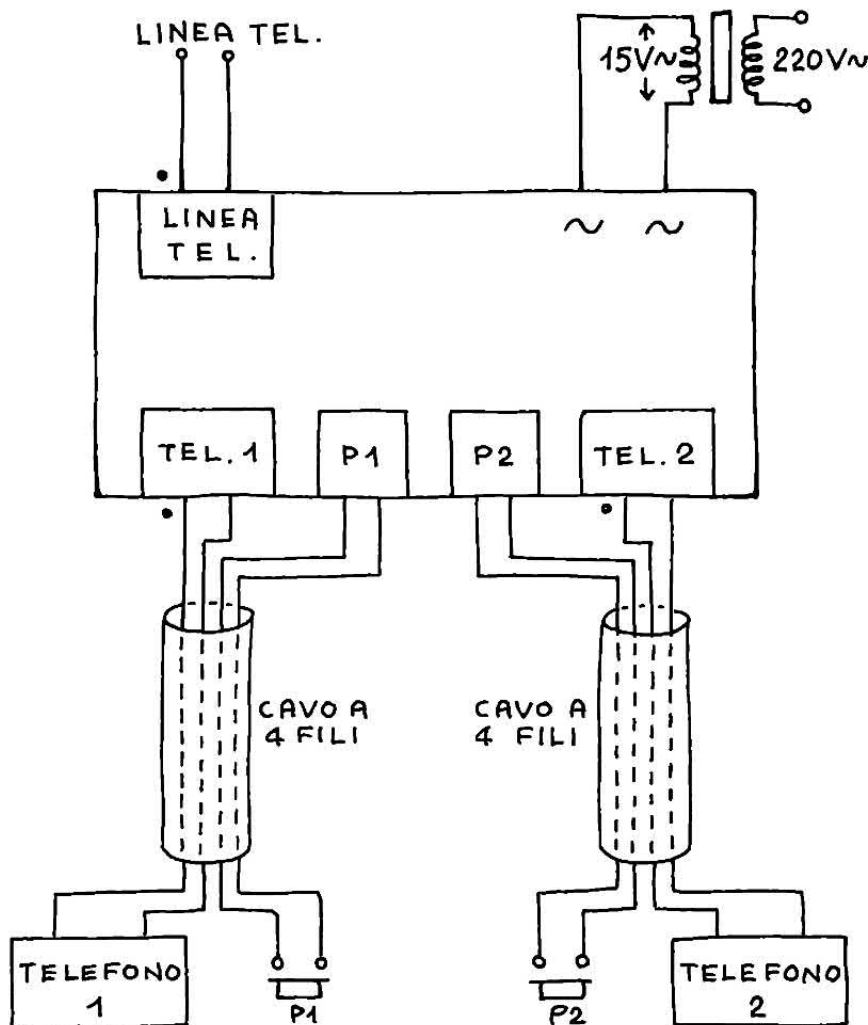 LINEA TEL.
15V~
220V~
LINEA
TEL.
~ ~
TEL. 1
P1
P2
TEL. 2
CAVO A
4 FILI
CAVO A
4 FILI
TELEFONO
1
P1
P2
TELEFONO
2